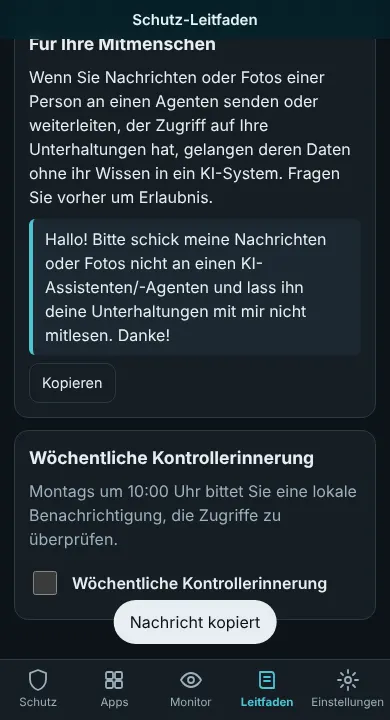 Schutz-Leitfaden
Für Ihre Mitmenschen
Wenn Sie Nachrichten oder Fotos einer
Person an einen Agenten senden oder
weiterleiten, der Zugriff auf Ihre
Unterhaltungen hat, gelangen deren Daten
ohne ihr Wissen in ein KI-System. Fragen
Sie vorher um Erlaubnis.
Hallo! Bitte schick meine Nachrichten
oder Fotos nicht an einen KI-
Assistenten/-Agenten und lass ihn
deine Unterhaltungen mit mir nicht
mitlesen. Danke!
Kopieren
Wöchentliche Kontrollerinnerung
Montags um 10:00 Uhr bittet Sie eine lokale
Benachrichtigung, die Zugriffe zu
überprüfen.
Wöchentliche Kontrollerinnerung
Nachricht kopiert
Schutz
Apps
Monitor
Leitfaden
Einstellungen